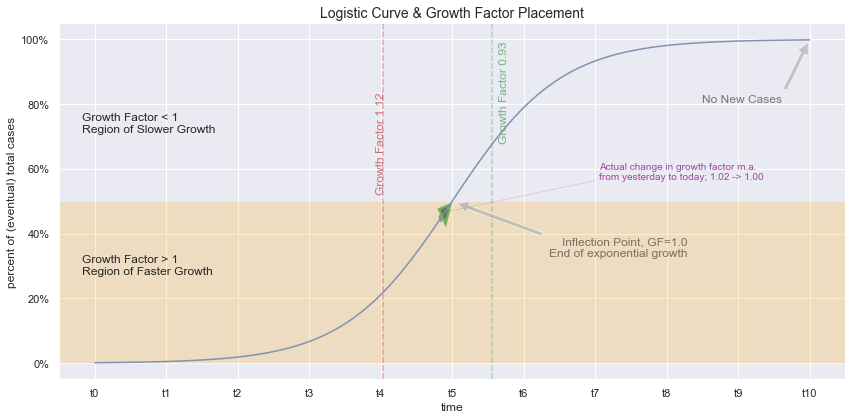 Logistic Curve & Growth Factor Placement
percent of (eventual) total cases
100%
80%
60%
40%
20%
0%
Growth Factor < 1
Region of Slower Growth
Growth Factor > 1
Region of Faster Growth
Growth Factor 1.12
Growth Factor 0.93
No New Cases
Actual change in growth factor m.a.
from yesterday to today; 1.02 -> 1.00
Inflection Point, GF=1.0
End of exponential growth
t0 t1 t2 t3 t4 t5 t6 t7 t8 t9 t10
time